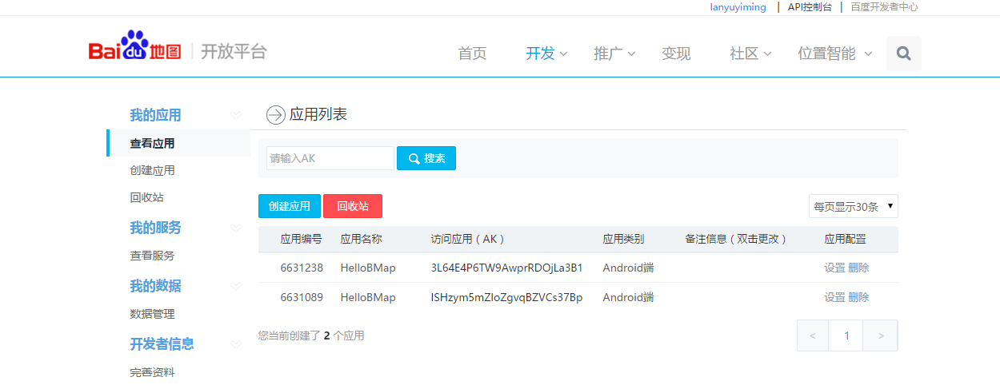 lanyuyiming | API控制台 | 百度开发者中心
Bai du 地图 | 开放平台
首页 开发 推广 变现 社区 位置智能
我的应用
查看应用
创建应用
回收站
我的服务
查看服务
我的数据
数据管理
开发者信息
完善资料
应用列表
请输入AK 搜索
创建应用 回收站 每页显示30条
应用编号 应用名称 访问应用（AK） 应用类别 备注信息（双击更改） 应用配置
6631238 HelloBMap 3L64E4P6TW9AwprRDOjLa3B1 Android端 设置 删除
6631089 HelloBMap ISHzym5mZIoZgvqBZVCs37Bp Android端 设置 删除
您当前创建了 2 个应用 < 1 >